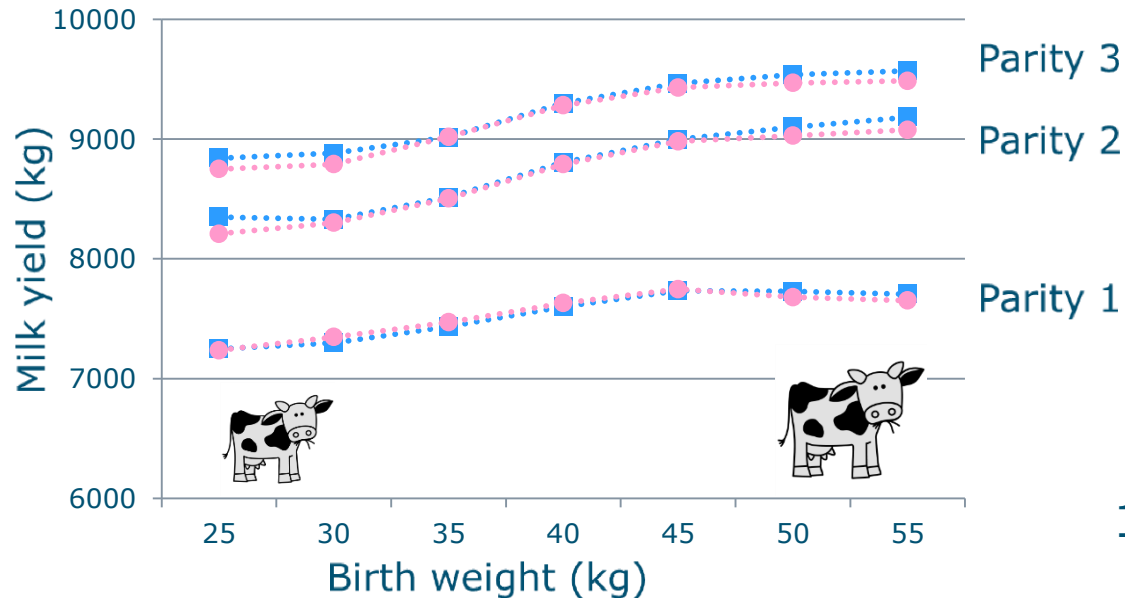 10000
9000
8000
7000
6000
Milk yield (kg)
25 30 35 40 45 50 55
Birth weight (kg)
Parity 3
Parity 2
Parity 1